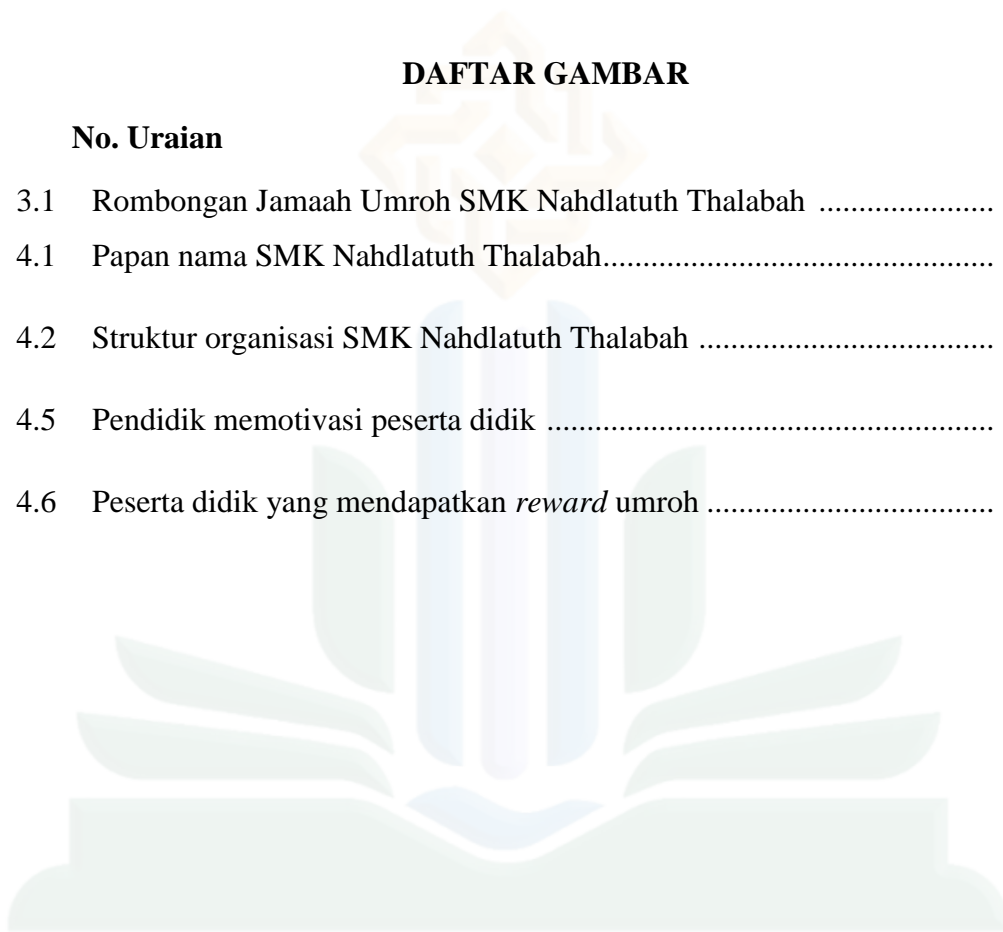 DAFTAR GAMBAR
No. Uraian
3.1 Rombongan Jamaah Umroh SMK Nahdlatuth Thalabah ......................
4.1 Papan nama SMK Nahdlatuth Thalabah.................................................
4.2 Struktur organisasi SMK Nahdlatuth Thalabah .....................................
4.5 Pendidik memotivasi peserta didik ........................................................
4.6 Peserta didik yang mendapatkan reward umroh ....................................